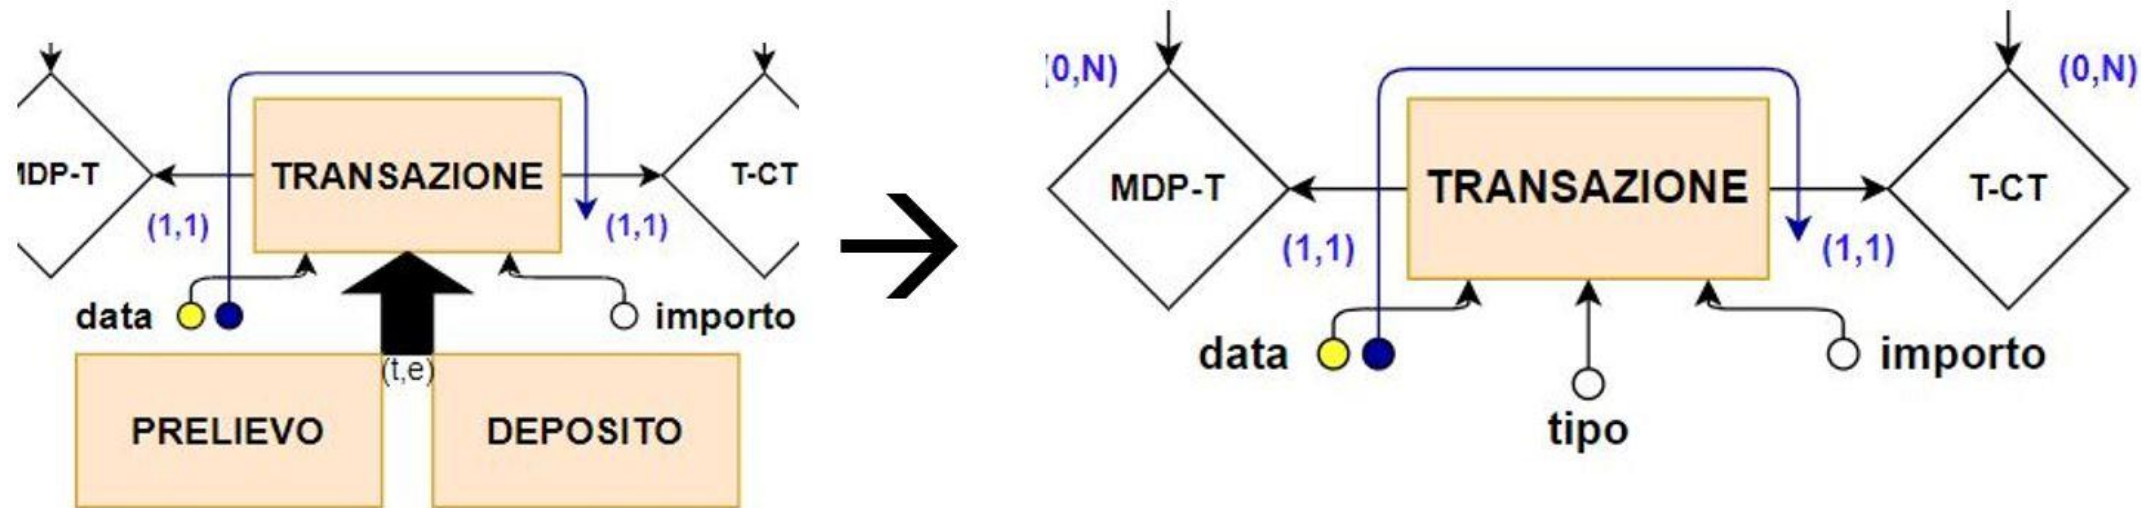 MDP-T
TRANSAZIONE
T-CT
(1,1)
(1,1)
data
importo
(t,e)
PRELIEVO
DEPOSITO
(0,N)
(0,N)
MDP-T
TRANSAZIONE
T-CT
(1,1)
(1,1)
data
importo
tipo